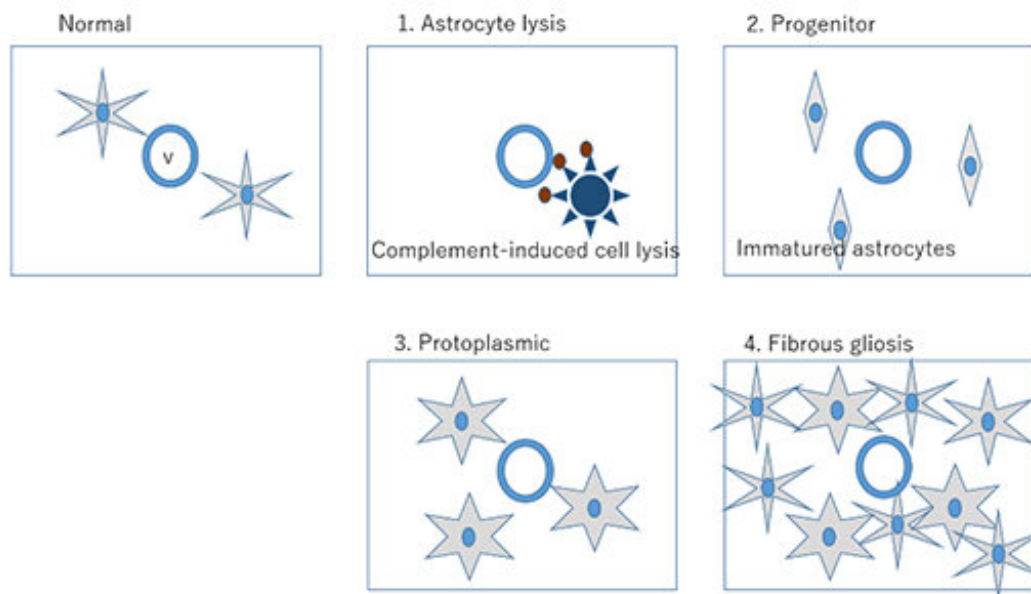 Normal
1. Astrocyte lysis
2. Progenitor
v
Complement-induced cell lysis
Immatured astrocytes
3. Protoplasmic
4. Fibrous gliosis